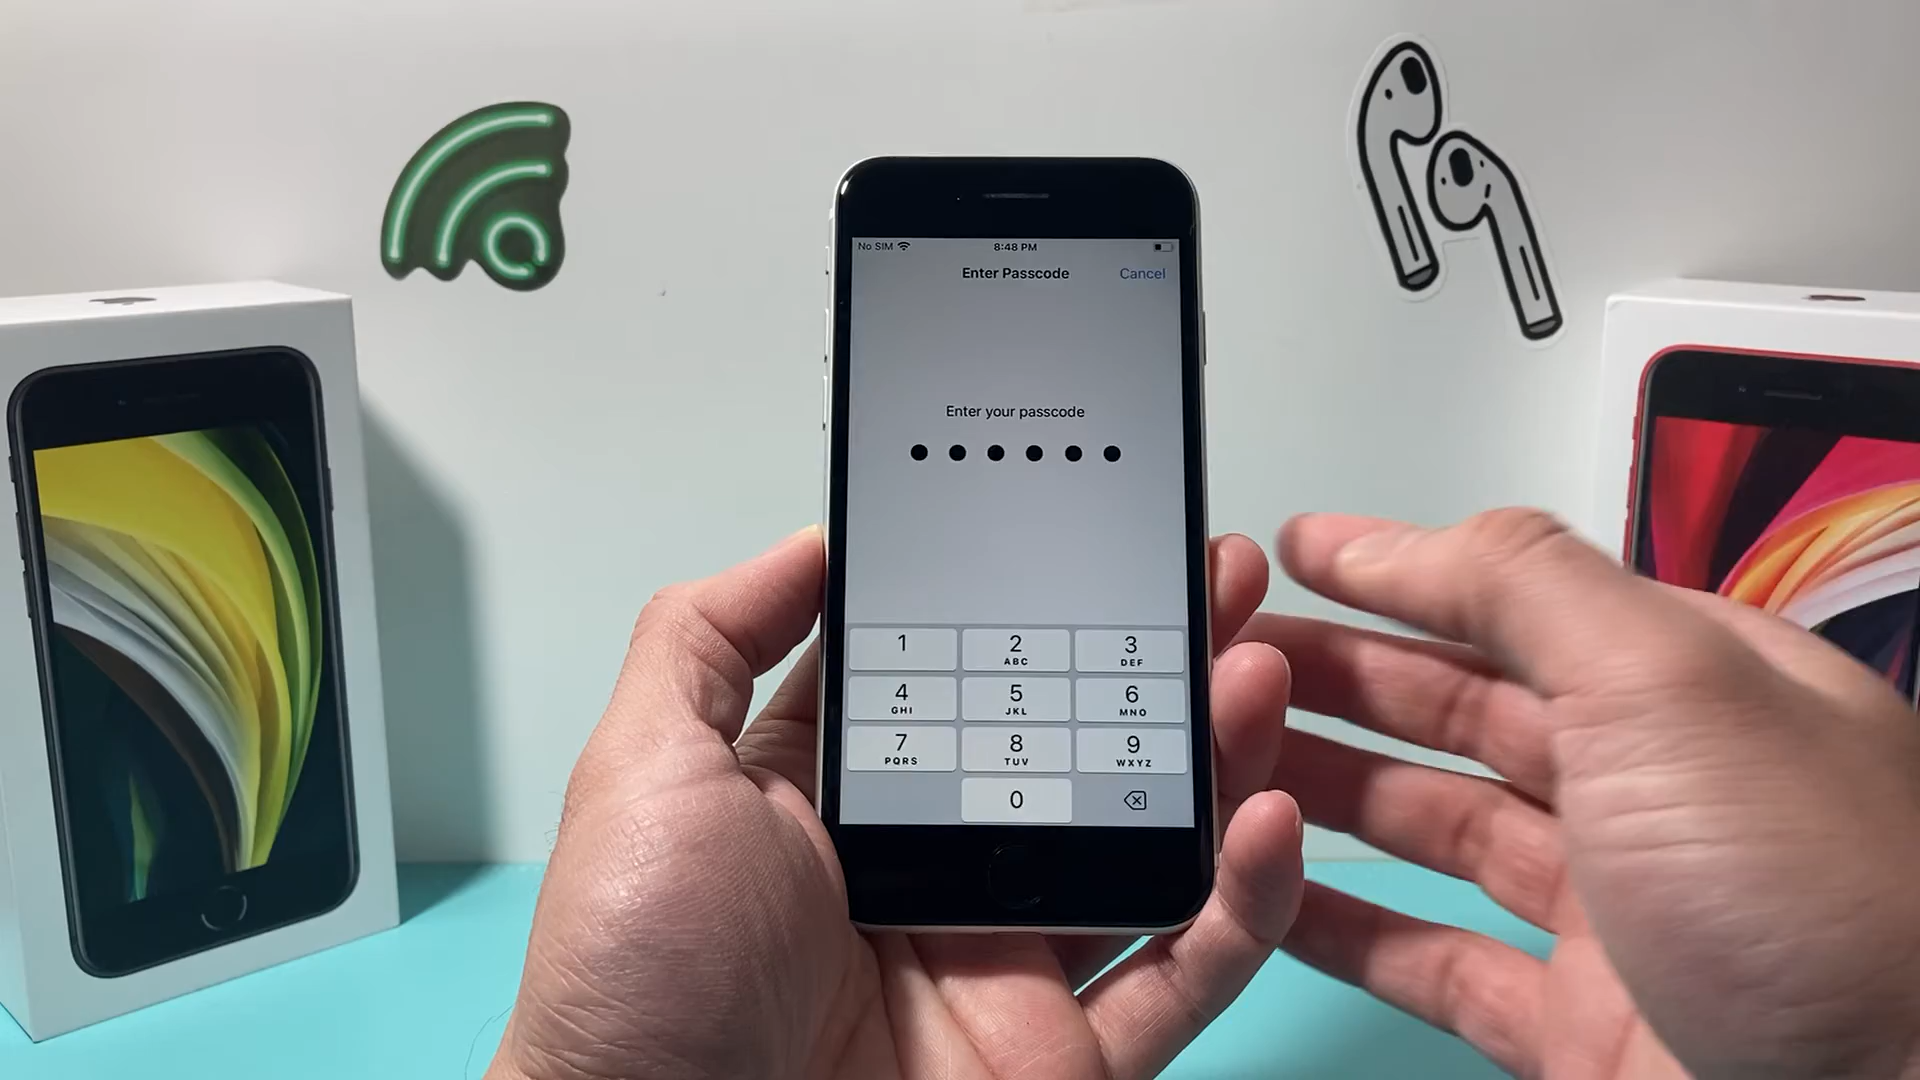 No SIM 8:48 PM
Enter Passcode Cancel
Enter your passcode
1 2 3
ABC DEF
4 5 6
GHI JKL MNO
7 8 9
PQRS TUV WXYZ
0